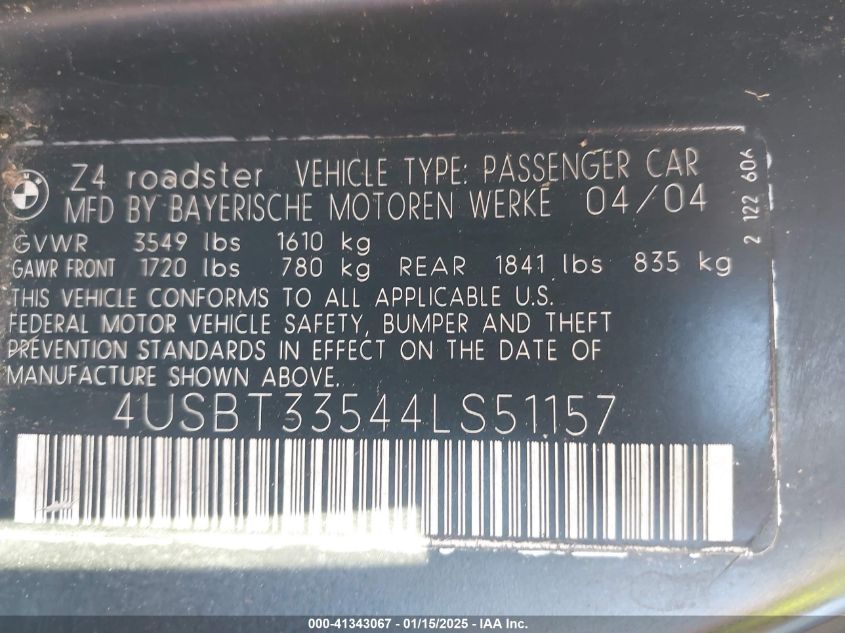 Z4 roadster VEHICLE TYPE: PASSENGER CAR
MFD BY BAYERISCHE MOTOREN WERKE 04/04
GVWR 3549 lbs 1610 kg
GAWR FRONT 1720 lbs 780 kg REAR 1841 lbs 835 kg
THIS VEHICLE CONFORMS TO ALL APPLICABLE U.S.
FEDERAL MOTOR VEHICLE SAFETY, BUMPER AND THEFT
PREVENTION STANDARDS IN EFFECT ON THE DATE OF
MANUFACTURE SHOWN ABOVE.
4USBT33544LS51157
2 122 606
000-41343067 - 01/15/2025 - IAA Inc.